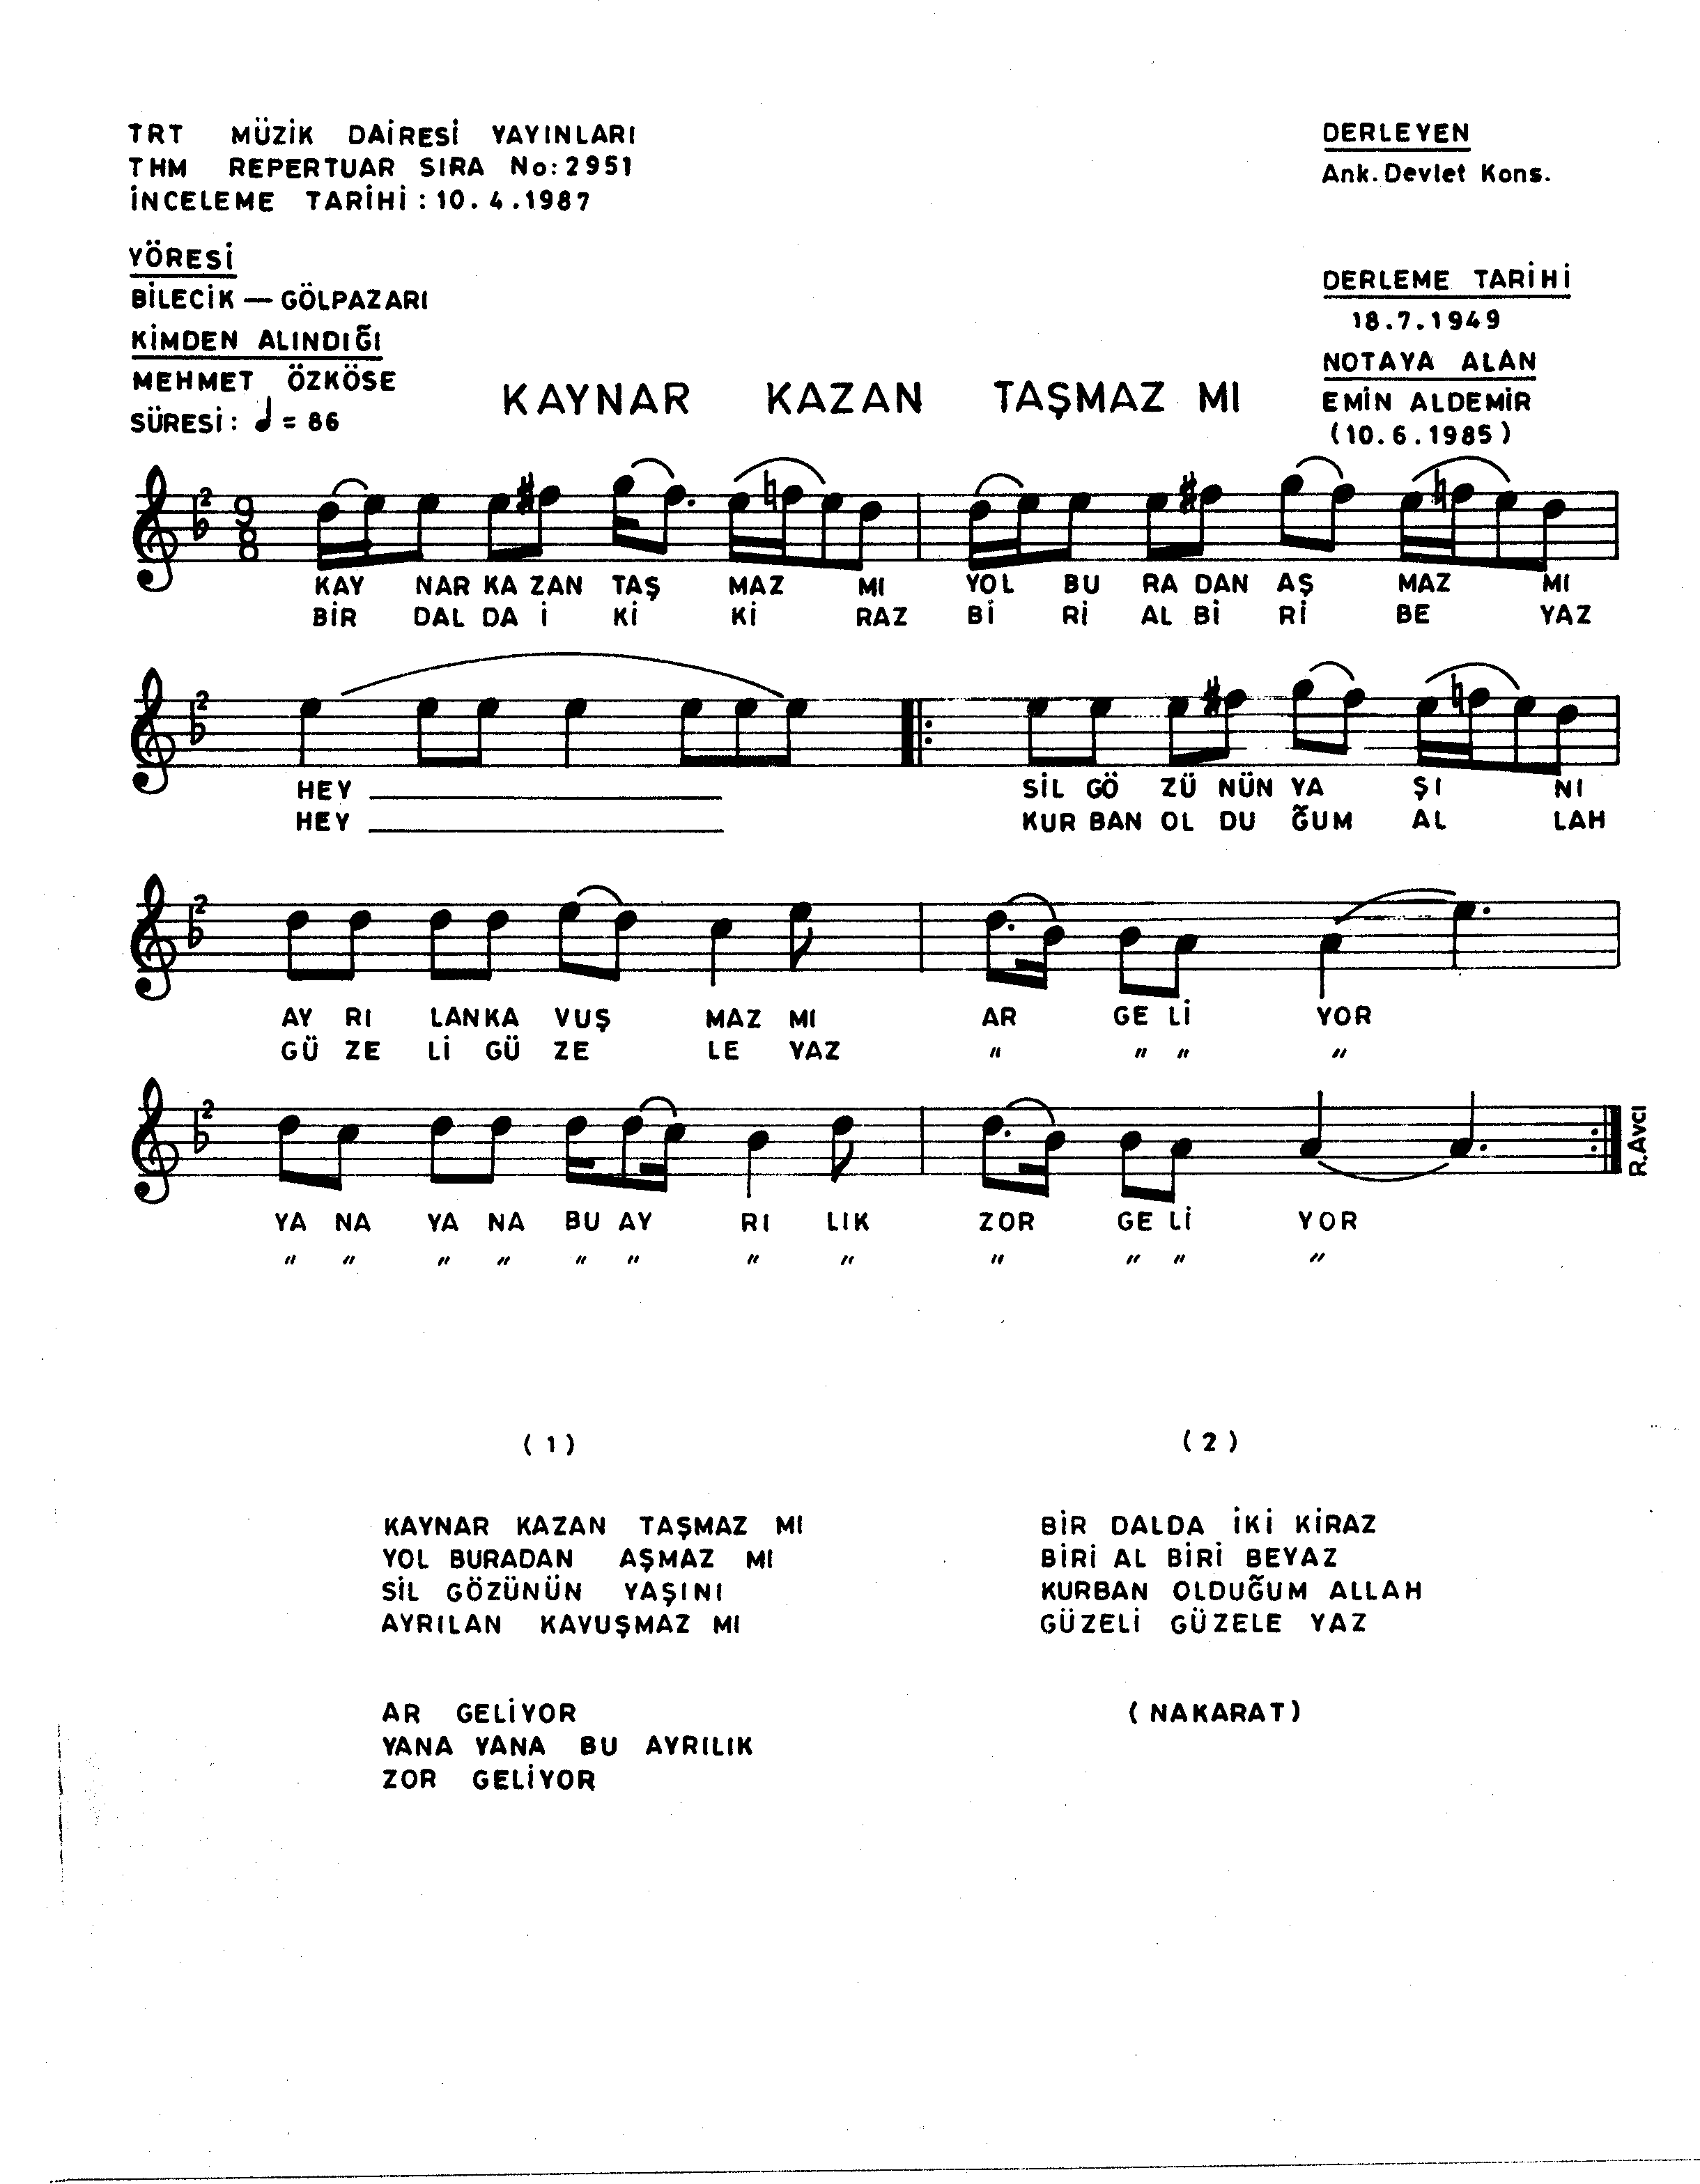 TRT MÜZİK DAİRESİ YAYINLARI
THM REPERTUAR SIRA No:2951
İNCELEME TARİHİ : 10.4.1987
DERLEYEN
Ank. Devlet Kons.
YÖRESİ
BİLECİK — GÖLPAZARI
KİMDEN ALINDIĞI
MEHMET ÖZKÖSE
SÜRESİ: ♩ = 86
DERLEME TARİHİ
18.7.1949
NOTAYA ALAN
EMİN ALDEMİR
(10.6.1985)
KAYNAR KAZAN TAŞMAZ MI
2 9 8
KAY NAR KA ZAN TAŞ MAZ MI YOL BU RA DAN AŞ MAZ MI
BİR DAL DA İ Kİ Kİ RAZ Bİ Rİ AL Bİ Rİ BE YAZ
2
HEY SİL GÖ ZÜ NÜN YA ŞI NI
HEY KUR BAN OL DU ĞUM AL LAH
2
AY RI LAN KA VUŞ MAZ MI AR GE Lİ YOR
GÜ ZE Lİ GÜ ZE LE YAZ " " " "
2
R.AVCI
YA NA YA NA BU AY RI LIK ZOR GE Lİ YOR
" " " " " " " " " " " "
(1)
KAYNAR KAZAN TAŞMAZ MI
YOL BURADAN AŞMAZ MI
SİL GÖZÜNÜN YAŞINI
AYRILAN KAVUŞMAZ MI
AR GELİYOR
YANA YANA BU AYRILIK
ZOR GELİYOR
(2)
BİR DALDA İKİ KİRAZ
BİRİ AL BİRİ BEYAZ
KURBAN OLDUĞUM ALLAH
GÜZELİ GÜZELE YAZ
(NAKARAT)